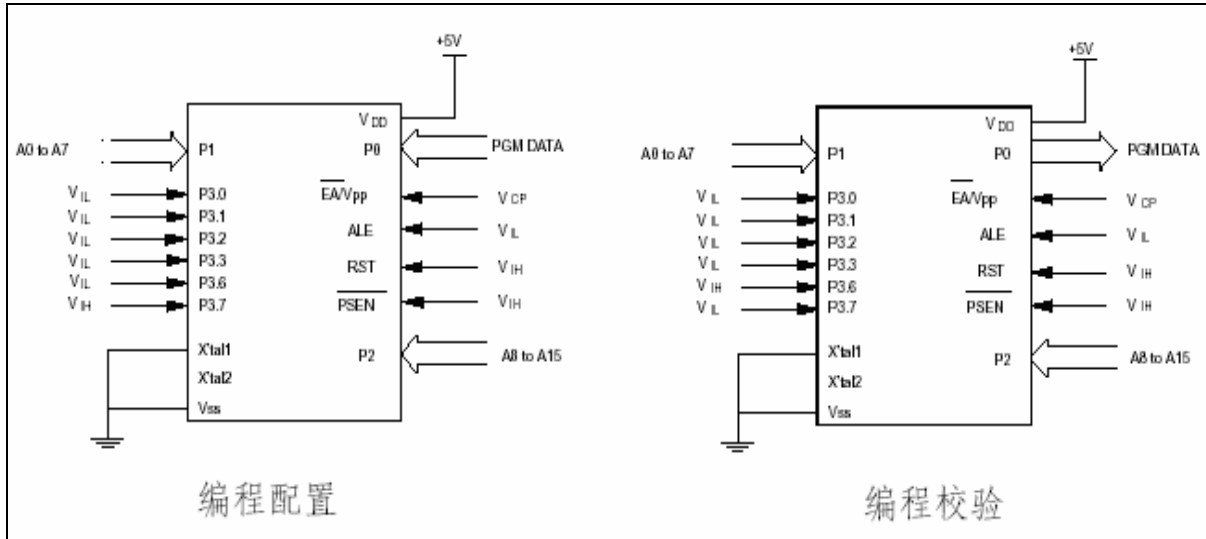 +5V
V DD
A0 to A7
P1
P0
PGM DATA
V IL
P3.0
EA/Vpp
V CP
V IL
P3.1
V IL
P3.2
ALE
V IL
V IL
P3.3
RST
V IH
V IL
P3.6
V IH
P3.7
PSEN
V IH
X'tal1
P2
A8 to A15
X'tal2
Vss
编程配置
+5V
V DD
A0 to A7
P1
P0
PGM DATA
V IL
P3.0
EA/Vpp
V CP
V IL
P3.1
V IL
P3.2
ALE
V IL
V IL
P3.3
RST
V IH
V IH
P3.6
V IL
P3.7
PSEN
V IH
X'tal1
P2
A8 to A15
X'tal2
Vss
编程校验